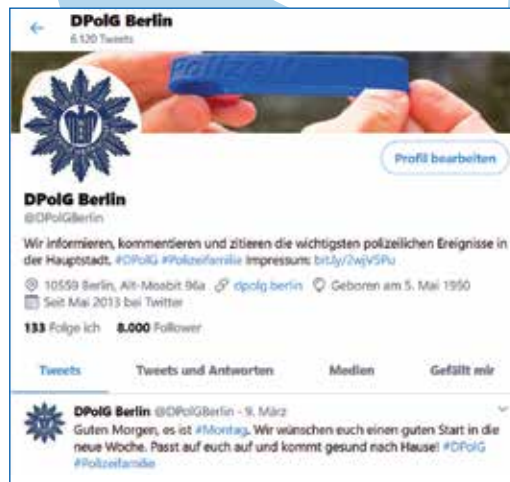 DPolG Berlin
6.120 Tweets
Polizei
Profil bearbeiten
DPolG Berlin
@DPolGBerlin
Wir informieren, kommentieren und zitieren die wichtigsten polizeilichen Ereignisse in
der Hauptstadt. #DPolG #Polizeifamilie Impressum: bit.ly/2wjV5Pu
10559 Berlin, Alt-Moabit 96a dpolg.berlin Geboren am 5. Mai 1950
Seit Mai 2013 bei Twitter
133 Folge ich 8.000 Follower
Tweets Tweets und Antworten Medien Gefällt mir
DPolG Berlin @DPolGBerlin - 9. März
Guten Morgen, es ist #Montag. Wir wünschen euch einen guten Start in die
neue Woche. Passt auf euch auf und kommt gesund nach Hause! #DPolG
#Polizeifamilie